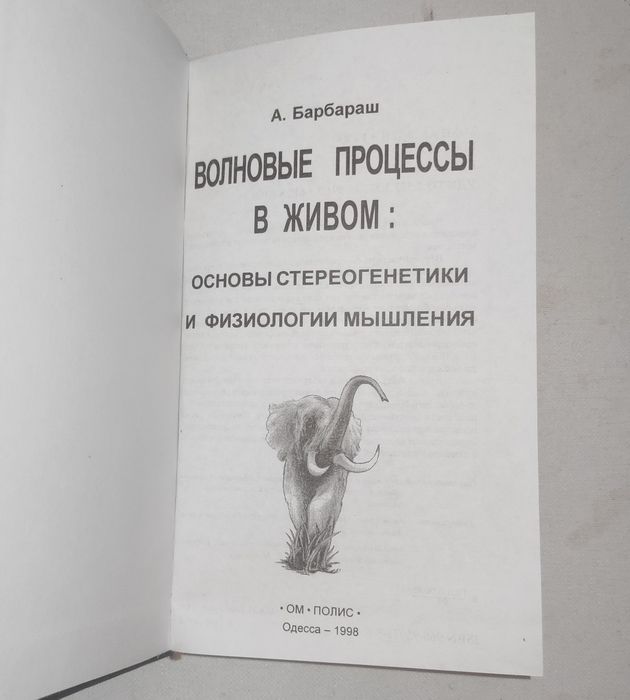 А. Барбараш
ВОЛНОВЫЕ ПРОЦЕССЫ
В ЖИВОМ :
ОСНОВЫ СТЕРЕОГЕНЕТИКИ
И ФИЗИОЛОГИИ МЫШЛЕНИЯ
• ОМ • ПОЛИС •
Одесса – 1998